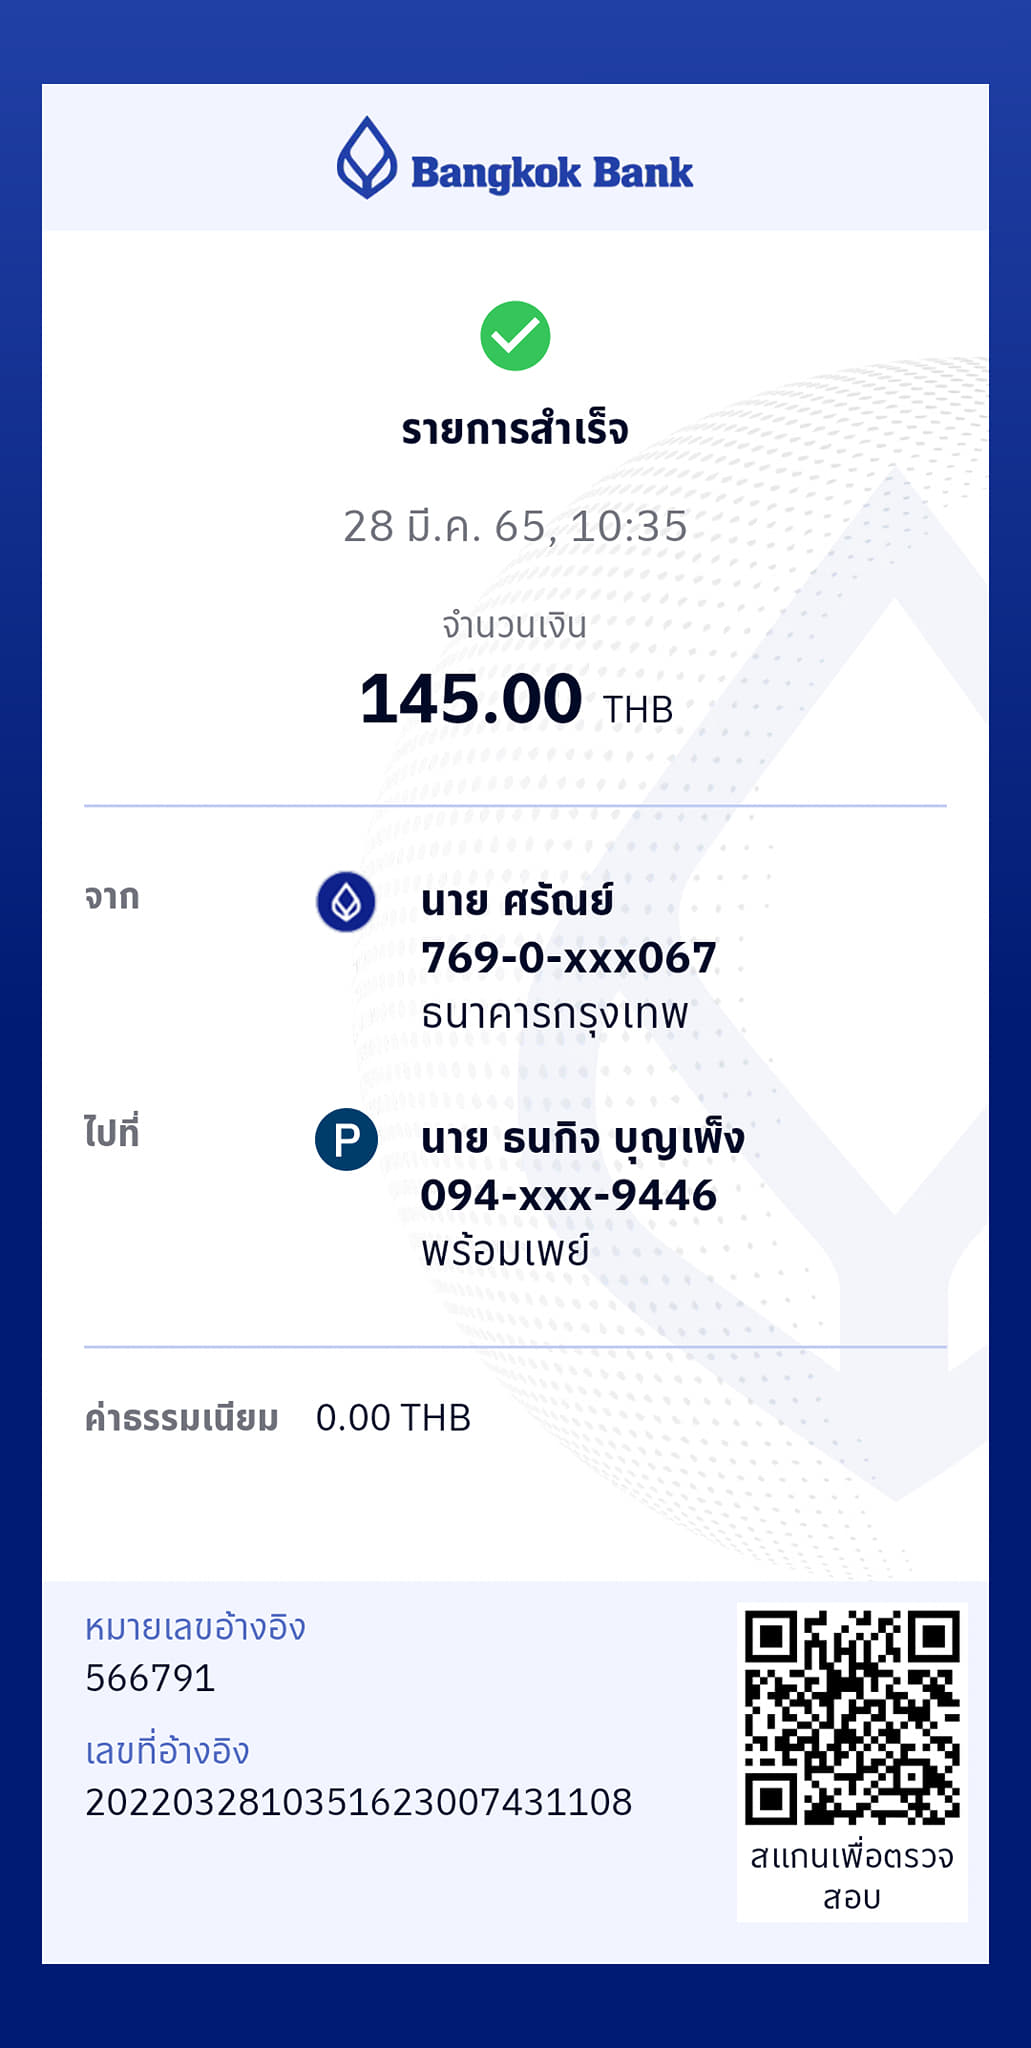 Bangkok Bank
รายการสำเร็จ
28 มี.ค. 65, 10:35
จำนวนเงิน
145.00 THB
จาก
นาย ศรัณย์
769-0-xxx067
ธนาคารกรุงเทพ
ไปที่
P
นาย ธนกิจ บุญเพ็ง
094-xxx-9446
พร้อมเพย์
ค่าธรรมเนียม 0.00 THB
หมายเลขอ้างอิง
566791
เลขที่อ้างอิง
2022032810351623007431108
สแกนเพื่อตรวจ
สอบ